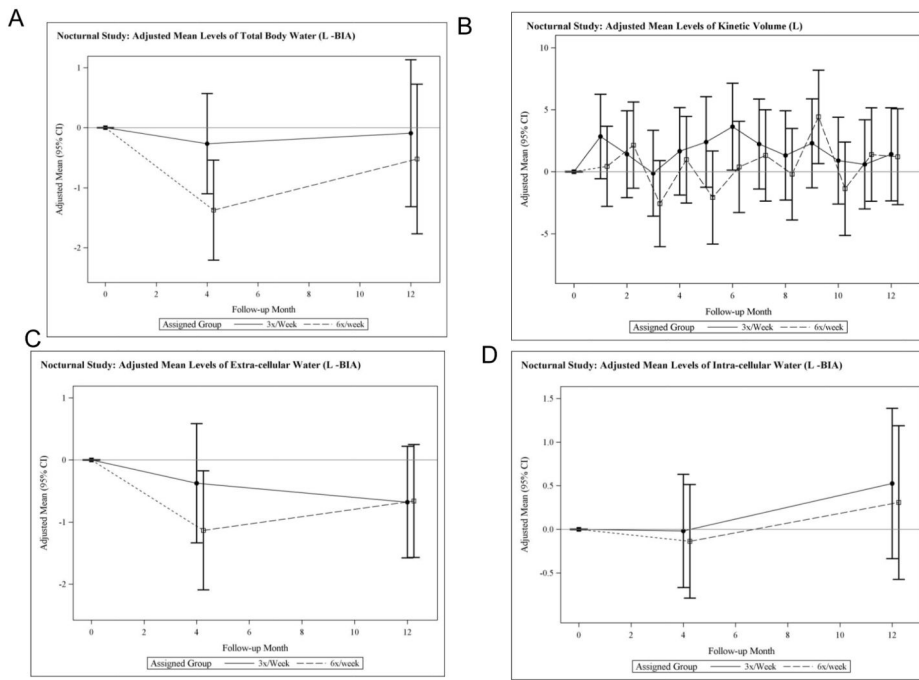 A
Nocturnal Study: Adjusted Mean Levels of Total Body Water (L -BIA)
Adjusted Mean (95% CI)
1
0
-1
-2
0 2 4 6 8 10 12
Follow-up Month
Assigned Group 3x/Week 6x/week
B
Nocturnal Study: Adjusted Mean Levels of Kinetic Volume (L)
Adjusted Mean (95% CI)
10
5
0
-5
0 2 4 6 8 10 12
Follow-up Month
Assigned Group 3x/Week 6x/week
C
Nocturnal Study: Adjusted Mean Levels of Extra-cellular Water (L -BIA)
Adjusted Mean (95% CI)
1
0
-1
-2
0 2 4 6 8 10 12
Follow-up Month
Assigned Group 3x/Week 6x/week
D
Nocturnal Study: Adjusted Mean Levels of Intra-cellular Water (L -BIA)
Adjusted Mean (95% CI)
1.5
1.0
0.5
0.0
-0.5
0 2 4 6 8 10 12
Follow-up Month
Assigned Group 3x/Week 6x/week